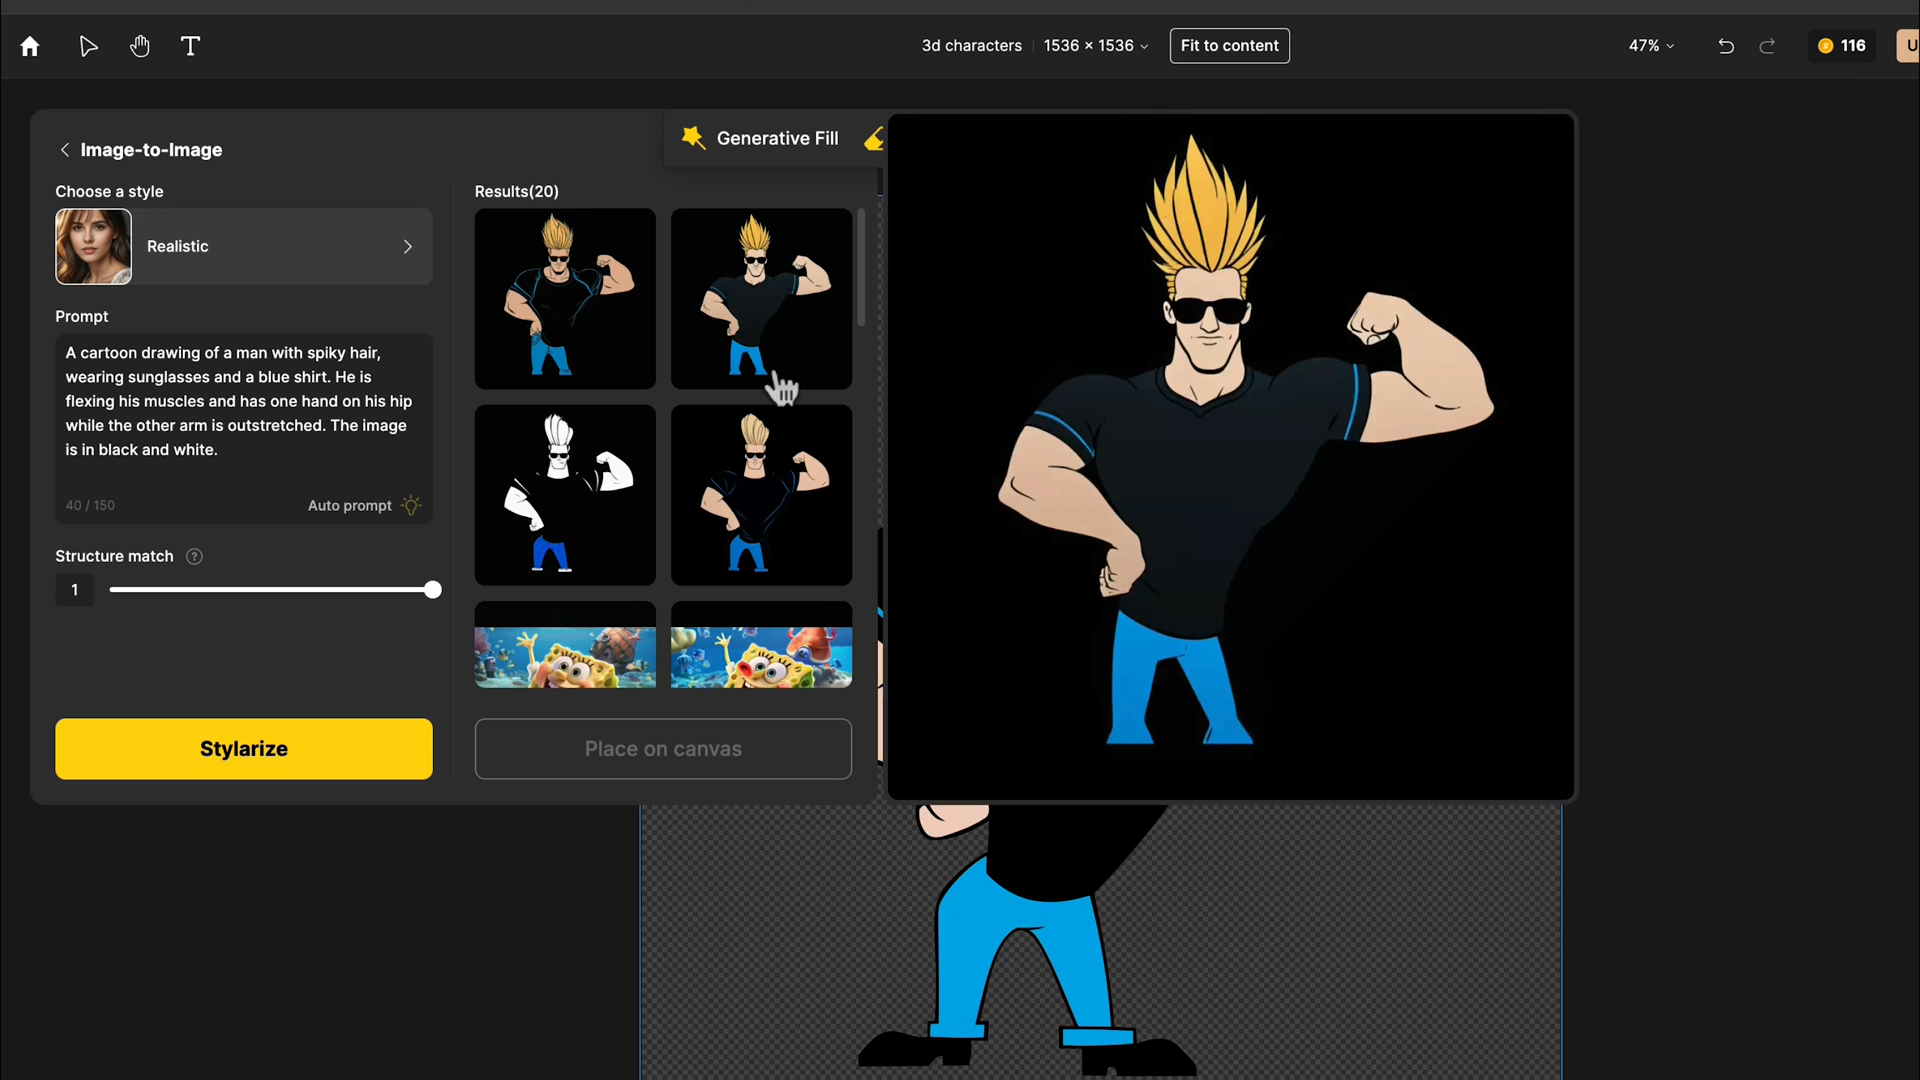 3d characters
1536 × 1536
Fit to content
47%
116
U
Image-to-Image
Generative Fill
Choose a style
Realistic
Results(20)
Prompt
A cartoon drawing of a man with spiky hair,
wearing sunglasses and a blue shirt. He is
flexing his muscles and has one hand on his hip
while the other arm is outstretched. The image
is in black and white.
40 / 150
Auto prompt
Structure match
?
1
Stylarize
Place on canvas